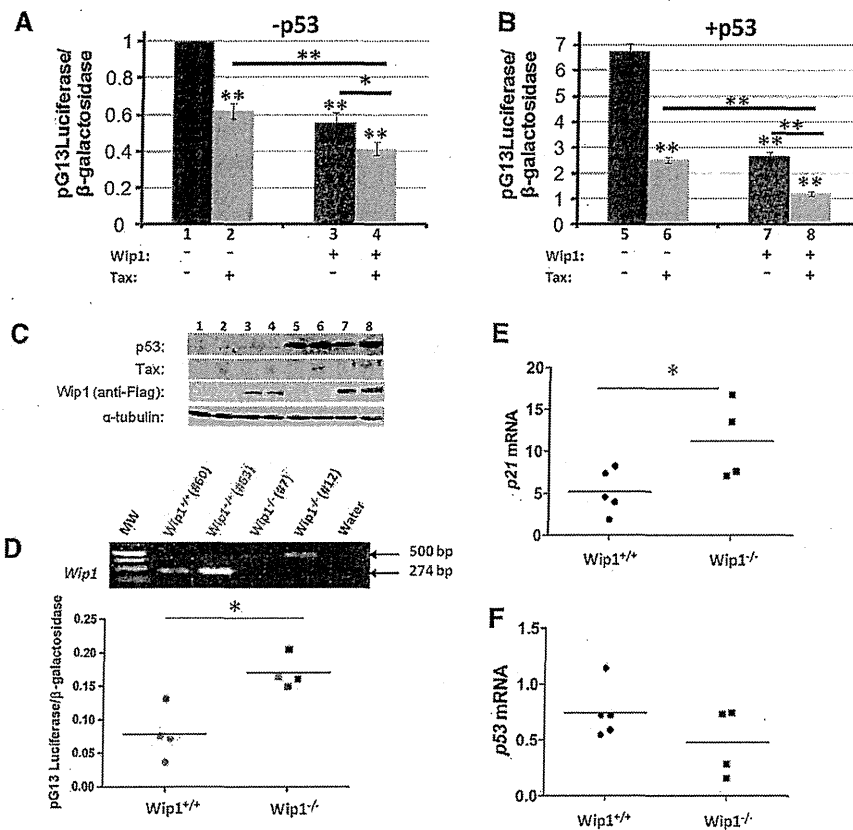 A
-p53
pG13Luciferase/
β-galactosidase
1
0.8
0.6
0.4
0.2
0
**
**
*
**
**
1 2 3 4
Wip1: - - + +
Tax: - + - +
B
+p53
pG13Luciferase/
β-galactosidase
7
6
5
4
3
2
1
0
**
**
**
**
**
5 6 7 8
Wip1: - - + +
Tax: - + - +
C
1 2 3 4 5 6 7 8
p53:
Tax:
Wip1 (anti-Flag):
α-tubulin:
D
MW
Wip1+/+ (#60)
Wip1+/+ (#63)
Wip1-/- (#7)
Wip1-/- (#12)
Water
Wip1
500 bp
274 bp
pG13 Luciferase/β-galactosidase
0.25
0.20
0.15
0.10
0.05
0.00
*
Wip1+/+ Wip1-/-
E
p21 mRNA
20
15
10
5
0
*
Wip1+/+ Wip1-/-
F
p53 mRNA
1.5
1.0
0.5
0.0
Wip1+/+ Wip1-/-